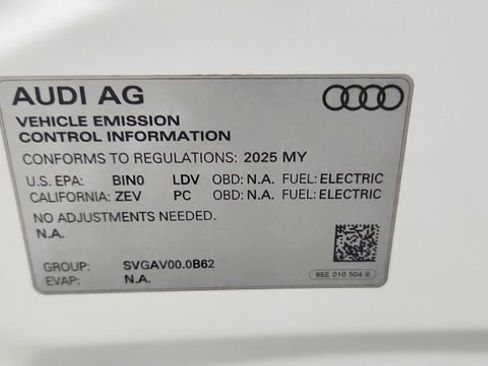 AUDI AG
VEHICLE EMISSION
CONTROL INFORMATION
CONFORMS TO REGULATIONS: 2025 MY
U.S. EPA: BIN0 LDV OBD: N.A. FUEL: ELECTRIC
CALIFORNIA: ZEV PC OBD: N.A. FUEL: ELECTRIC
NO ADJUSTMENTS NEEDED.
N.A.
GROUP: SVGAV00.0B62
EVAP: N.A.
010 504